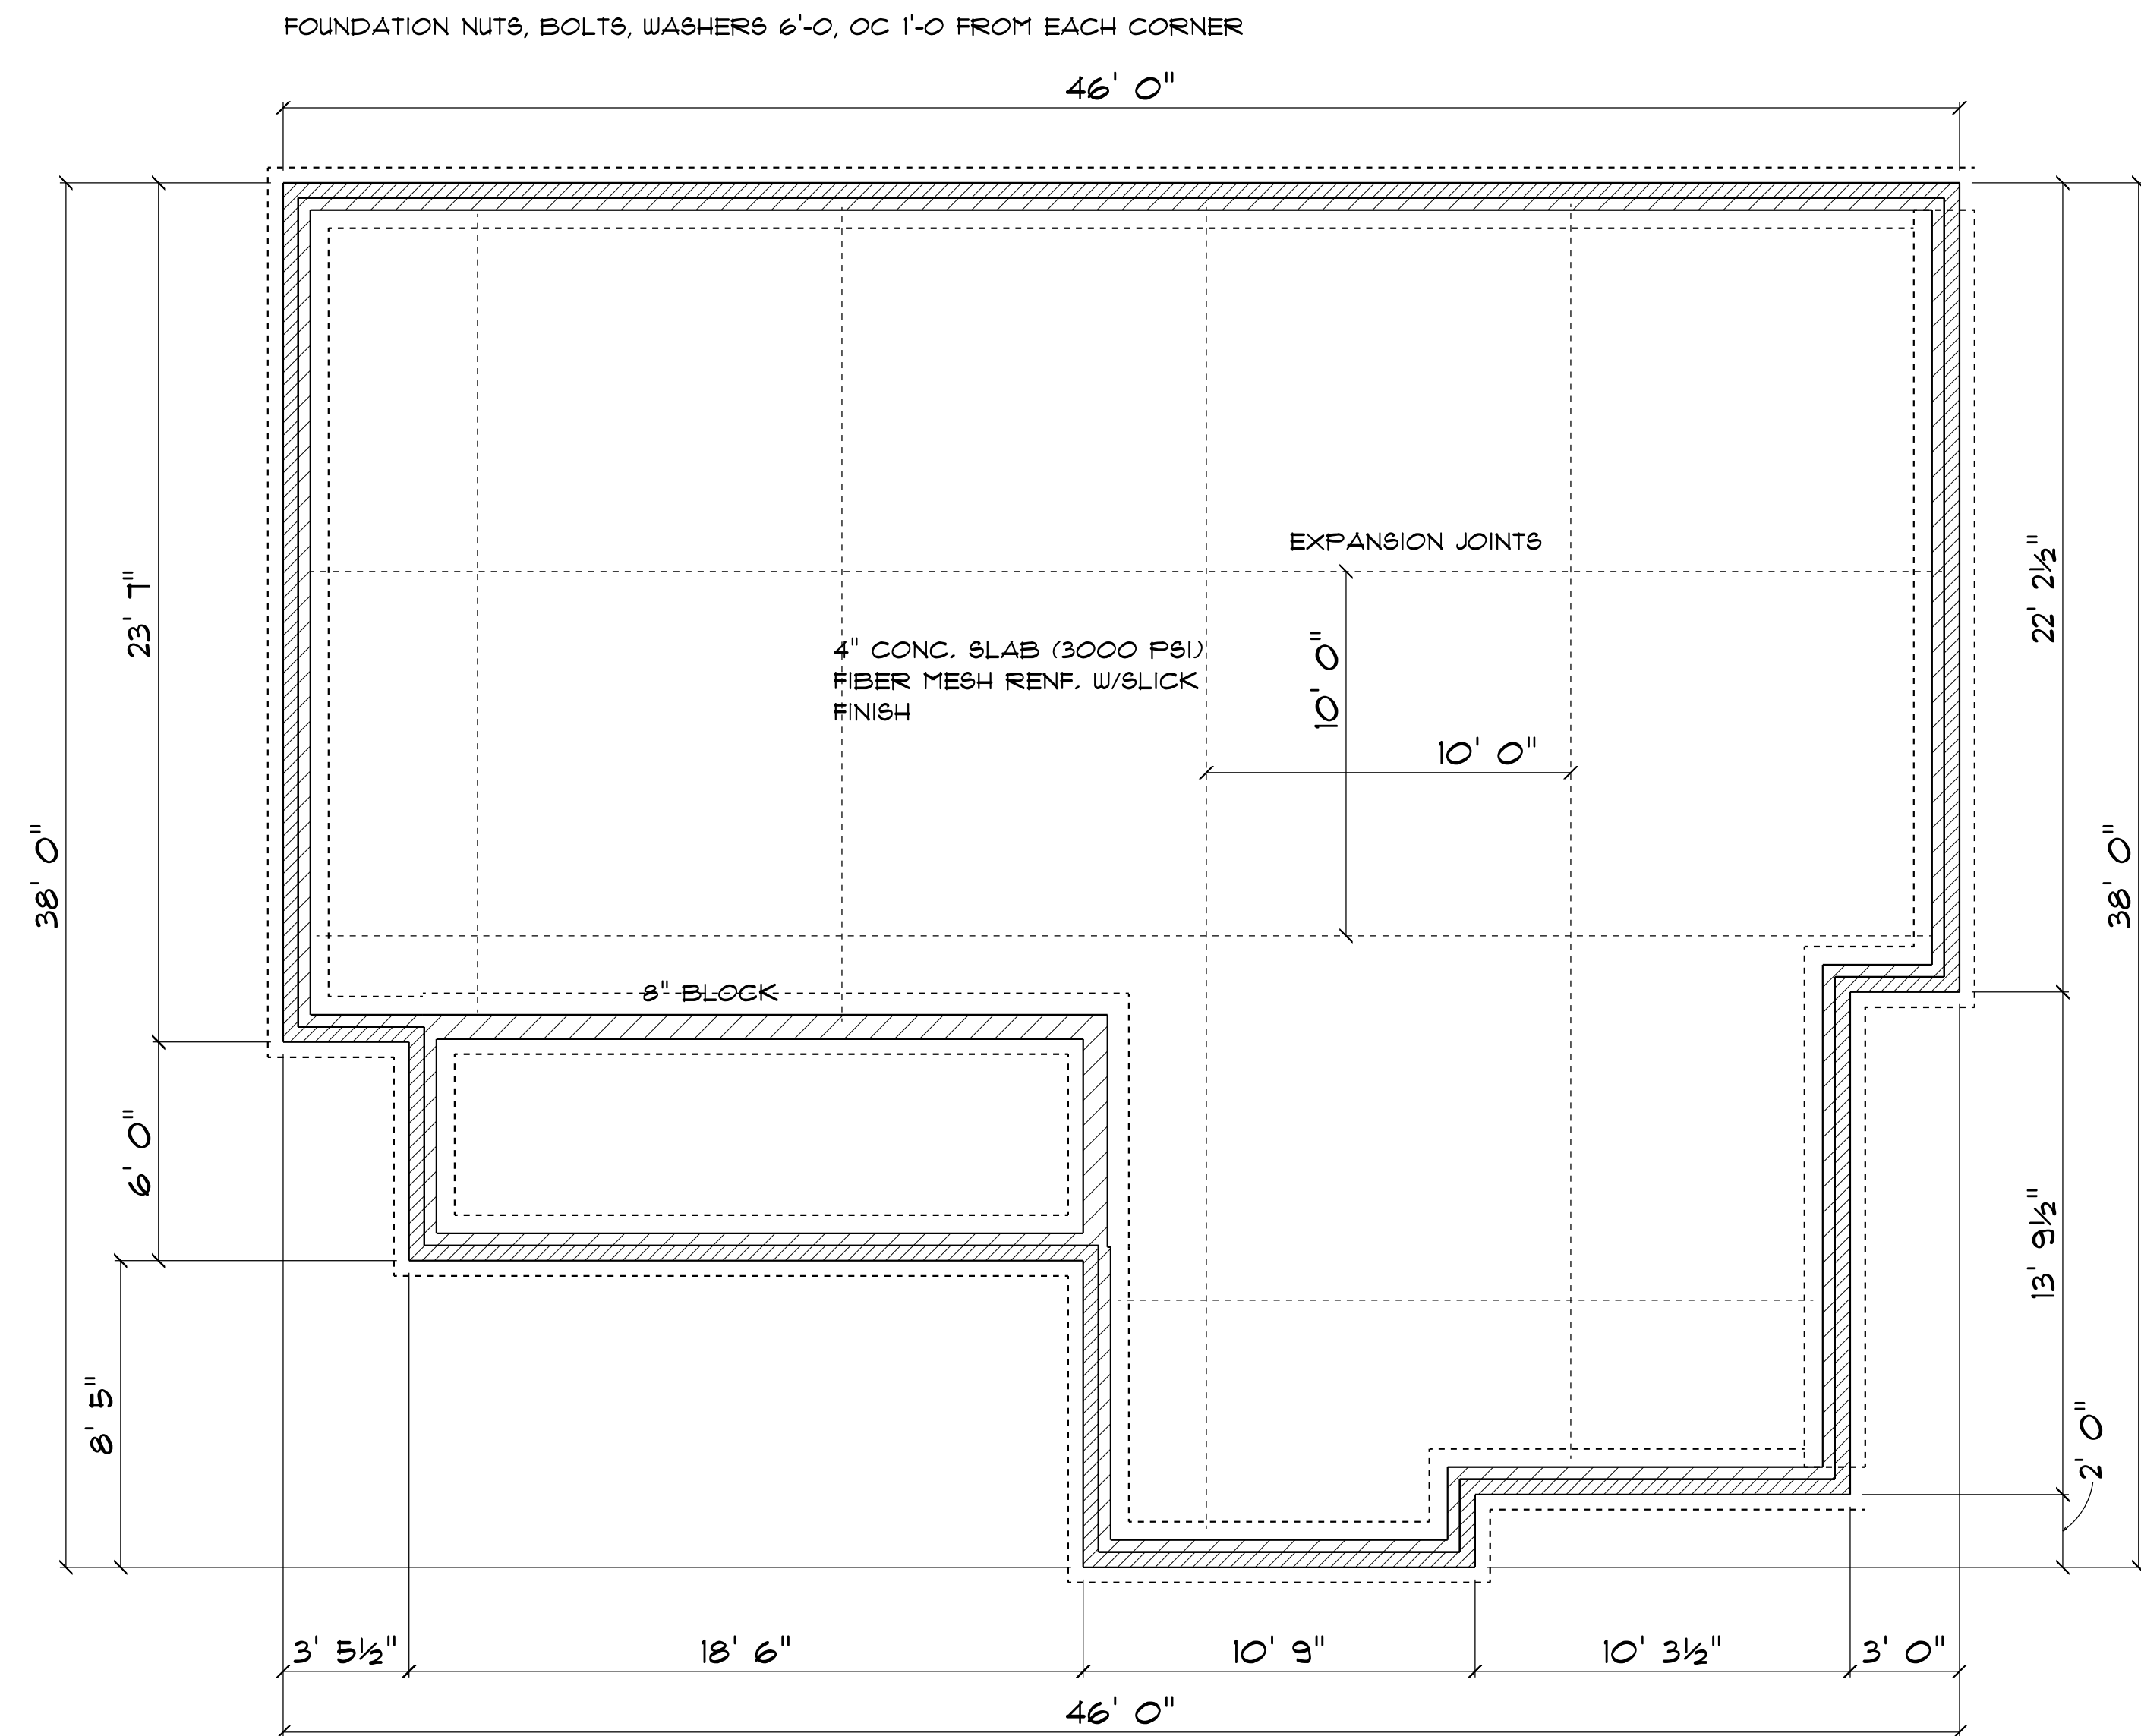 FOUNDATION NUTS, BOLTS, WASHERS 6'-0, OC 1'-0 FROM EACH CORNER
46' 0"
23' 7"
22' 2½"
EXPANSION JOINTS
4" CONC. SLAB (3000 PSI)
FIBER MESH RENF. W/SLICK
FINISH
10' 0"
10' 0"
38' 0"
38' 0"
8" BLOCK
6' 0"
13' 9½"
8' 5"
2' 0"
3' 5½"
18' 6"
10' 9"
10' 3½"
3' 0"
46' 0"